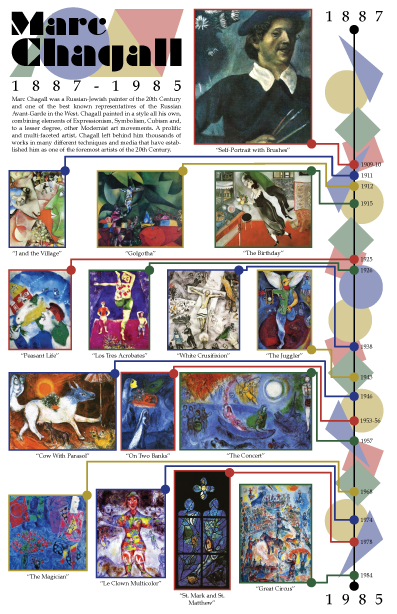 Marc
Chagall
1887-1985
Marc Chagall was a Russian-Jewish painter of the 20th Century
and one of the best known representatives of the Russian
Avant-Garde in the West. Chagall painted in a style all his own,
combining elements of Expressionism, Symbolism, Cubism and,
to a lesser degree, other Modernist art movements. A prolific
and multi-faceted artist, Chagall left behind him thousands of
works in many different techniques and media that have estab-
lished him as one of the foremost artists of the 20th Century.
"Self-Portrait with Brushes"
1887
1909-10
1911
1912
1915
"I and the Village"
"Golgotha"
"The Birthday"
1925
1926
"Peasant Life"
"Los Tres Acrobates"
"White Crusifixion"
"The Juggler"
1938
1943
1946
1953-56
1957
"Cow With Parasol"
"On Two Banks"
"The Concert"
1968
1974
1978
1984
"The Magician"
"Le Clown Multicolor"
"St. Mark and St.
Matthew"
"Great Circus"
1985